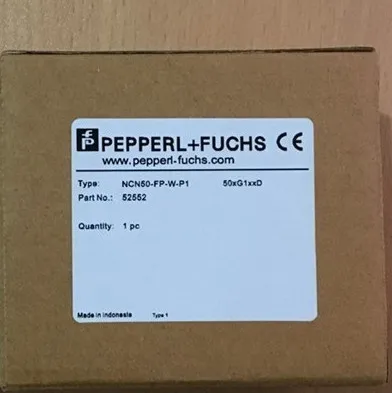 PEPPERL+FUCHS CE
www.pepperl-fuchs.com
Type: NCN50-FP-W-P1 50xG1xxD
Part No.: 52552
Quantity: 1 pc
Made in Indonesia Type 1